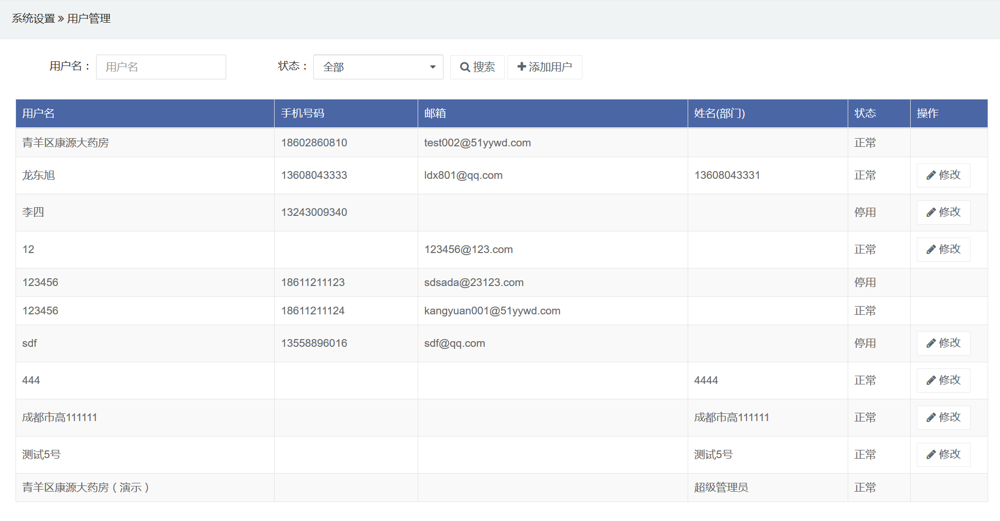 系统设置 » 用户管理
用户名： 用户名 状态： 全部 搜索 添加用户
用户名 手机号码 邮箱 姓名(部门) 状态 操作
青羊区康源大药房 18602860810 test002@51yywd.com 正常
龙东旭 13608043333 ldx801@qq.com 13608043331 正常 修改
李四 13243009340 停用 修改
12 123456@123.com 正常 修改
123456 18611211123 sdsada@23123.com 停用
123456 18611211124 kangyuan001@51yywd.com 正常
sdf 13558896016 sdf@qq.com 停用 修改
444 4444 正常 修改
成都市高111111 成都市高111111 正常 修改
测试5号 测试5号 正常 修改
青羊区康源大药房（演示） 超级管理员 正常